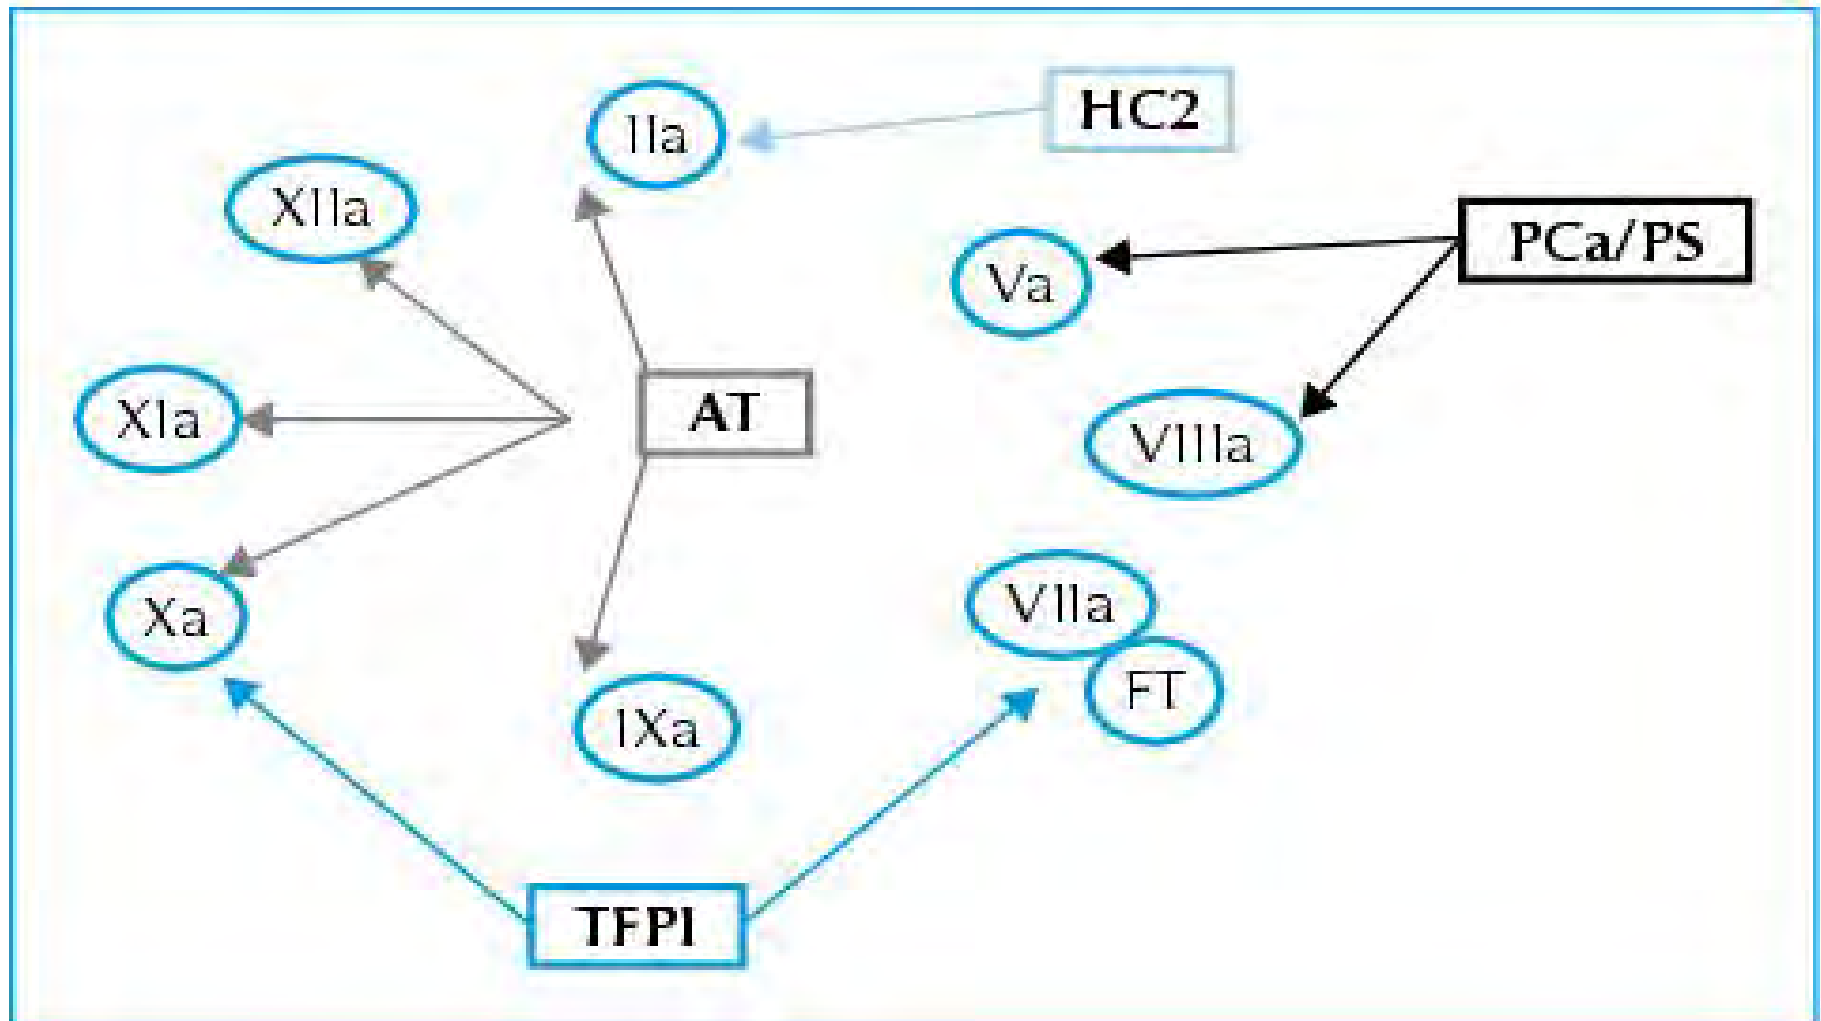 HC2
IIa
XIIa
PCa/PS
Va
XIa
AT
VIIIa
Xa
VIIa
FT
IXa
TFPI